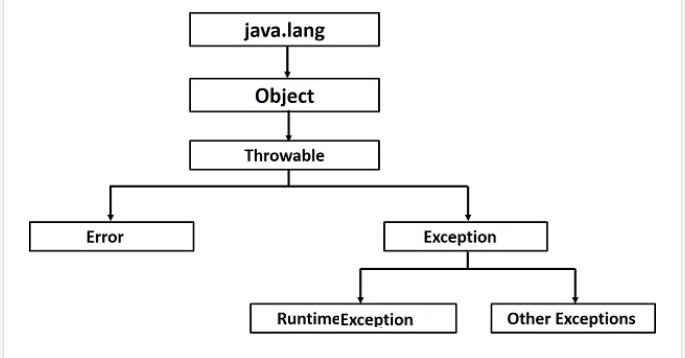 java.lang
Object
Throwable
Error
Exception
RuntimeException
Other Exceptions